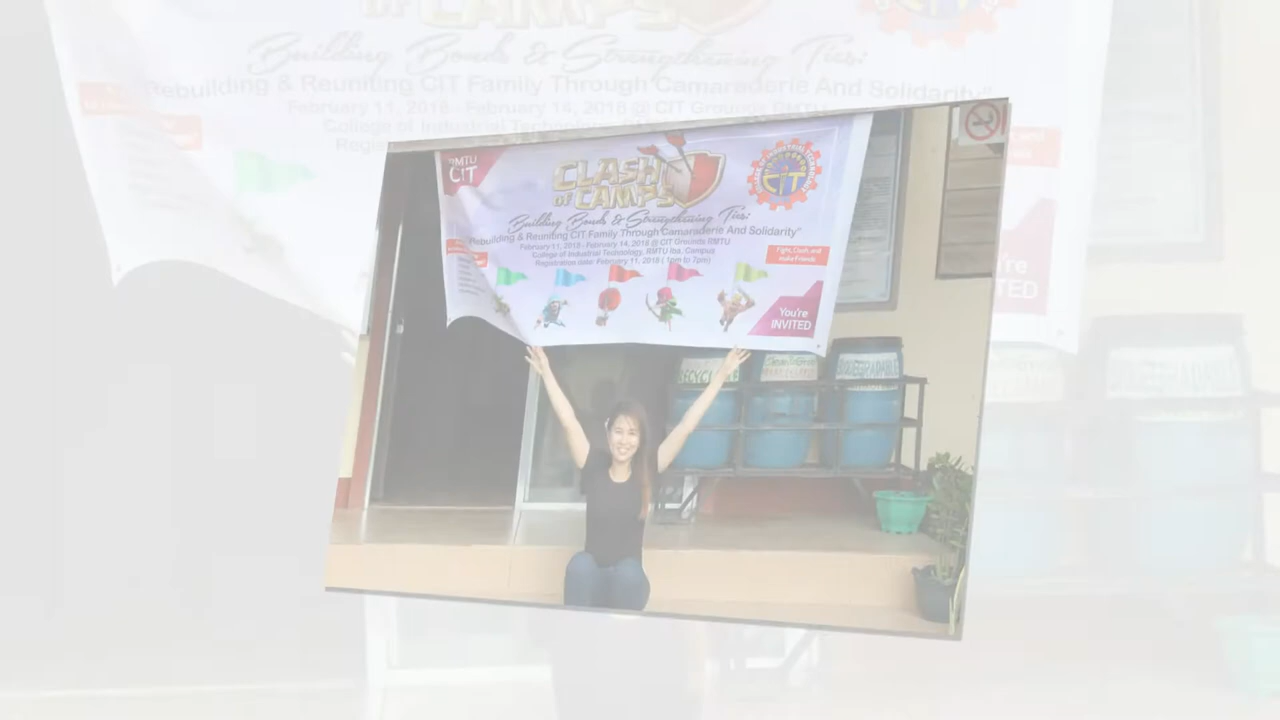 RMTU
CIT
CLASH
OF CAMPS
CIT
Building Bonds & Strengthening Ties:
Rebuilding & Reuniting CIT Family Through Camaraderie And Solidarity"
February 11, 2018 - February 14, 2018 @ CIT Grounds RMTU
College of Industrial Technology, RMTU Iba, Campus
Registration date: February 11, 2018 ( 1pm to 7pm)
Fight, Clash, and
make Friends
You're
INVITED
RECYCLABLE
BIODEGRADABLE